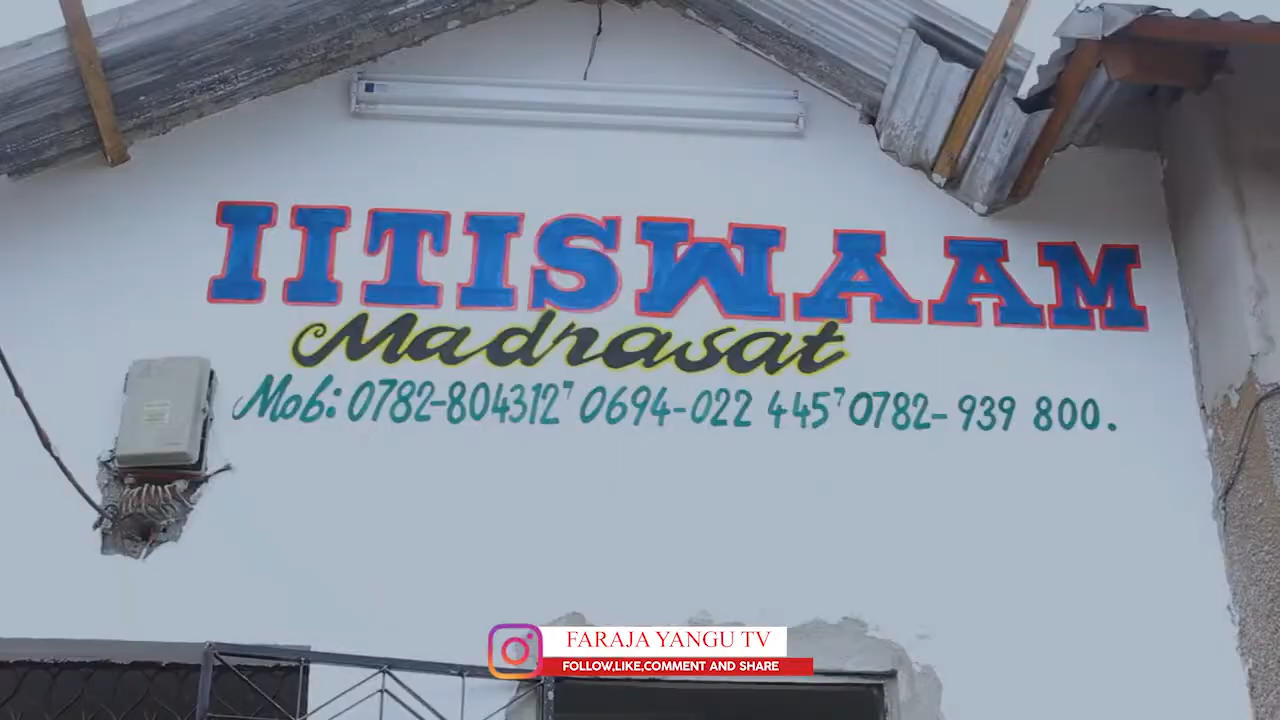 IITISWAAM
Madrasat
Mob: 0782-804312" 0694-022 445" 0782-939 800.
FARAJA YANGU TV
FOLLOW,LIKE,COMMENT AND SHARE